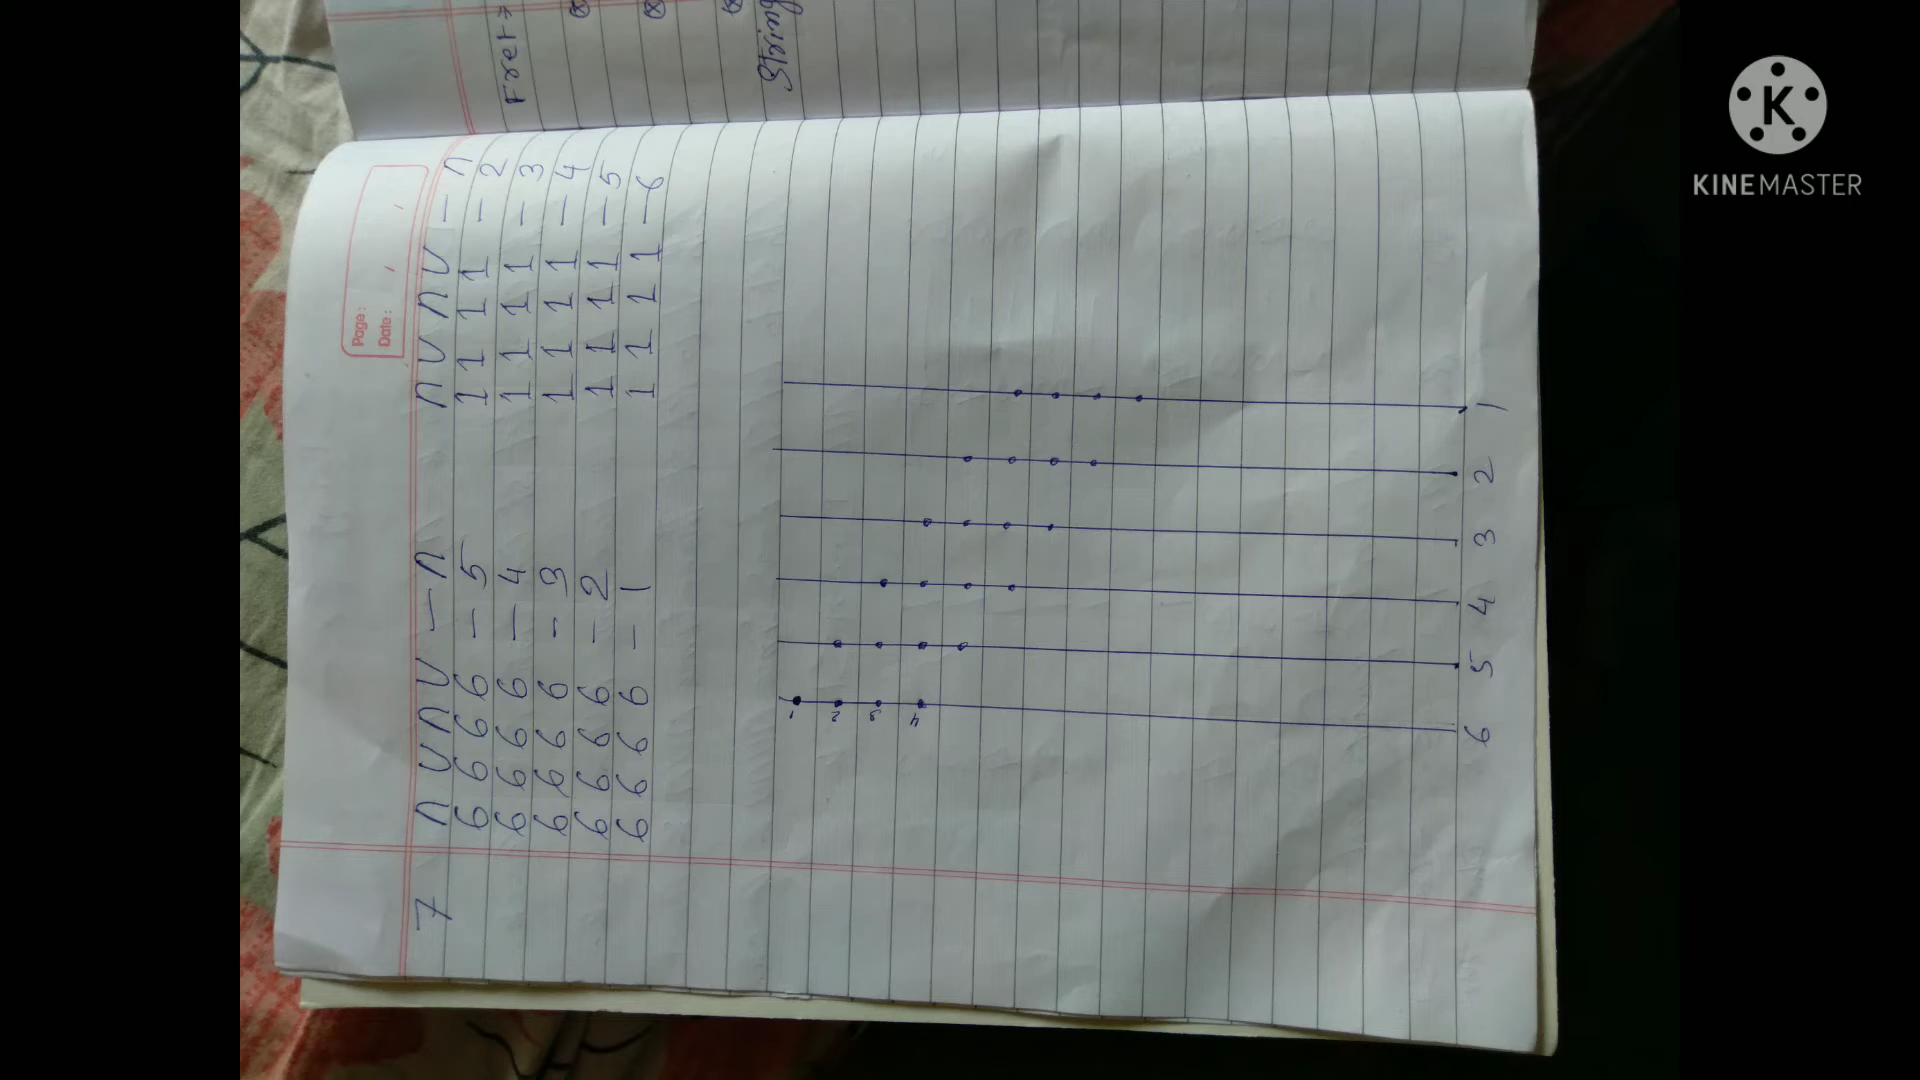 Page:
Date:
7 n v n v — n n v n v — n
6 6 6 6 — 5 1 1 1 1 — 2
6 6 6 6 — 4 1 1 1 1 — 3
6 6 6 6 — 3 1 1 1 1 — 4
6 6 6 6 — 2 1 1 1 1 — 5
6 6 6 6 — 1 1 1 1 1 — 6
1
2
3
4
6 5 4 3 2 1
Fret →
String
K
KINEMASTER